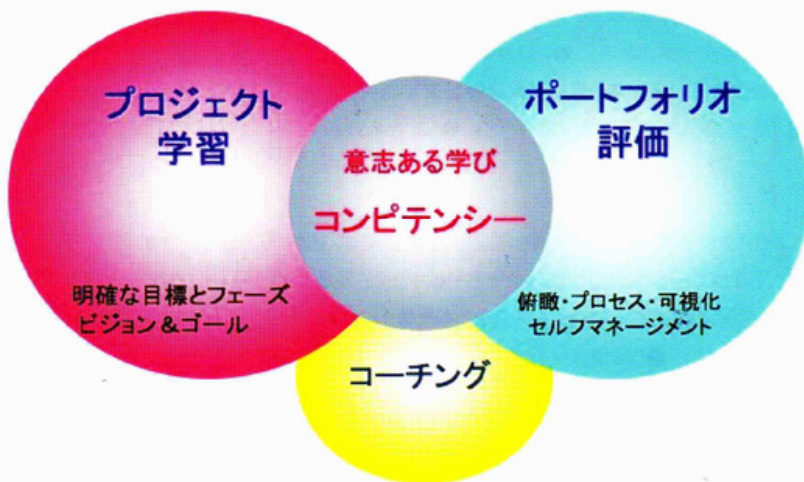 プロジェクト
学習
明確な目標とフェーズ
ビジョン＆ゴール
意志ある学び
コンピテンシー
ポートフォリオ
評価
俯瞰・プロセス・可視化
セルフマネージメント
コーチング